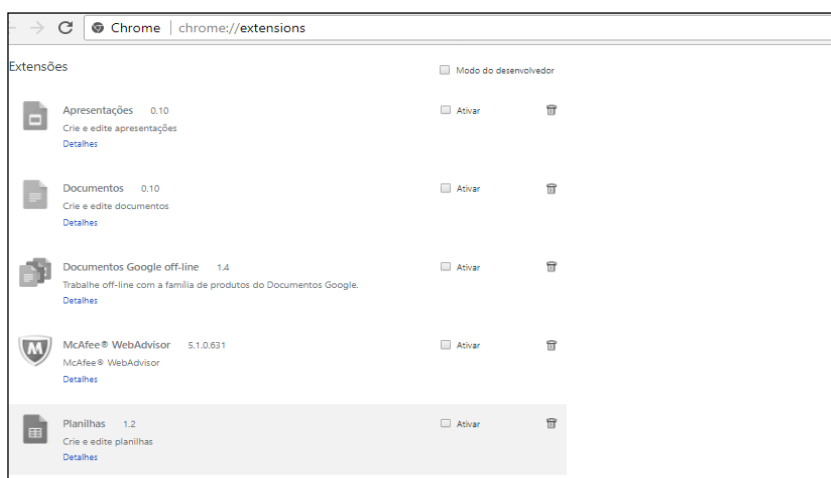 Chrome | chrome://extensions
Extensões
Modo do desenvolvedor
Apresentações 0.10
Ativar
Crie e edite apresentações
Detalhes
Documentos 0.10
Ativar
Crie e edite documentos
Detalhes
Documentos Google off-line 1.4
Ativar
Trabalhe off-line com a família de produtos do Documentos Google.
Detalhes
McAfee® WebAdvisor 5.1.0.631
Ativar
McAfee® WebAdvisor
Detalhes
Planilhas 1.2
Ativar
Crie e edite planilhas
Detalhes